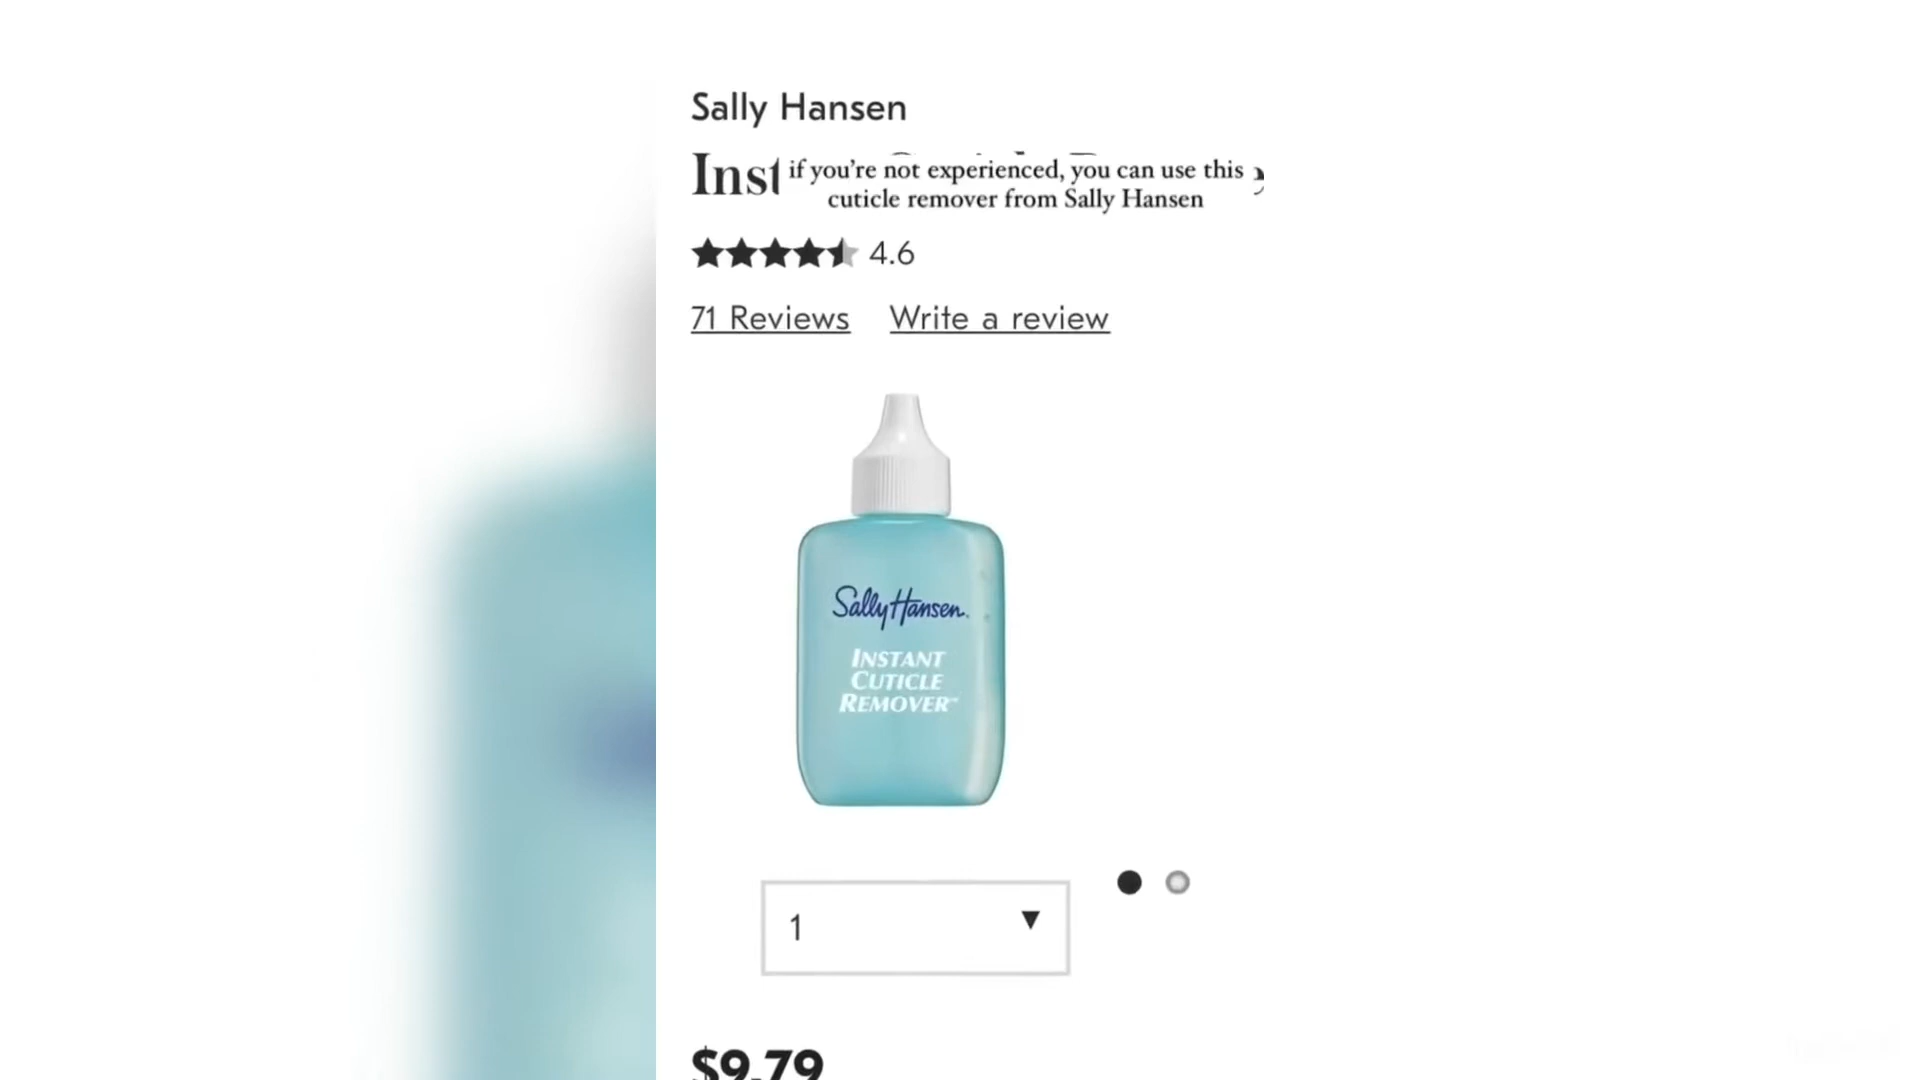 Sally Hansen
Inst
if you're not experienced, you can use this
cuticle remover from Sally Hansen
4.6
71 Reviews Write a review
Sally Hansen.
INSTANT
CUTICLE
REMOVER™
1
$9.79